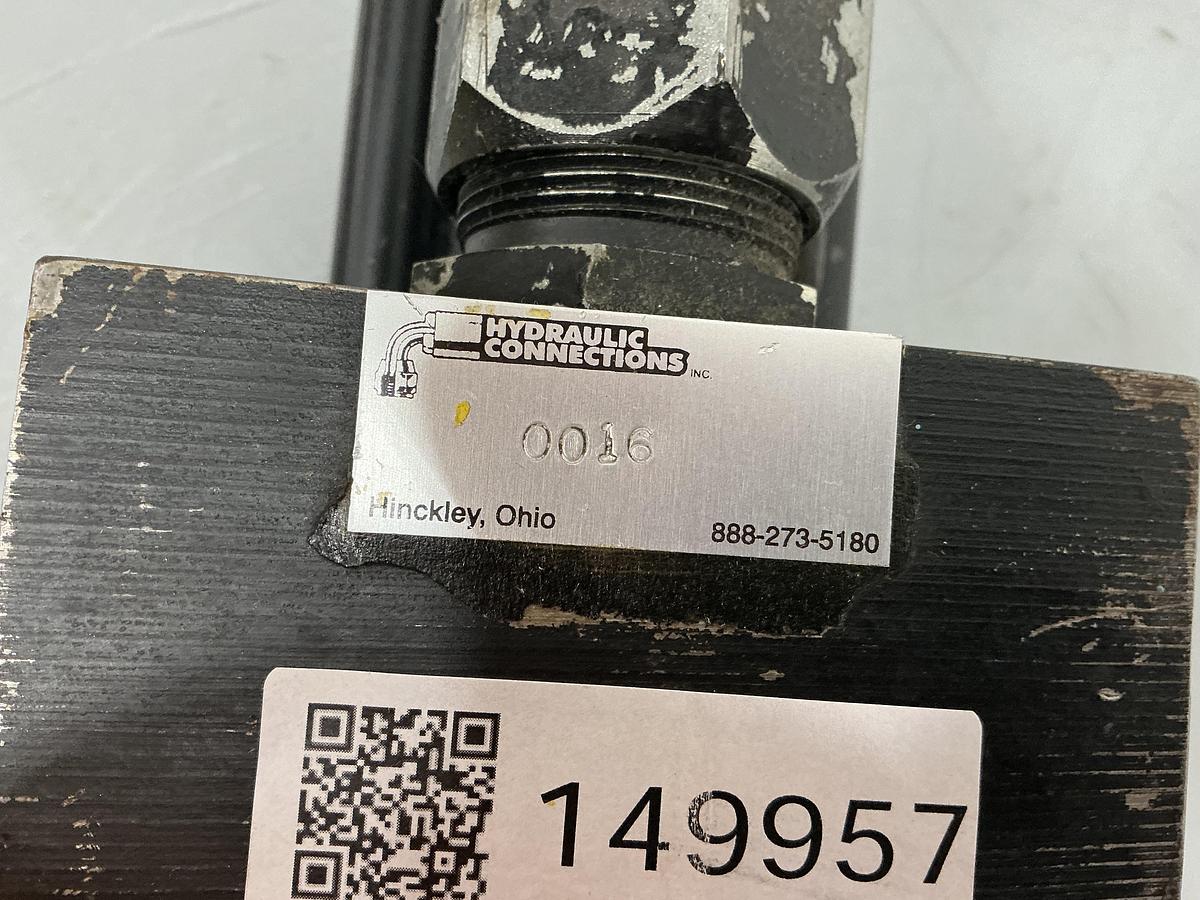 HYDRAULIC
CONNECTIONS
INC.
0016
Hinckley, Ohio
888-273-5180
149957